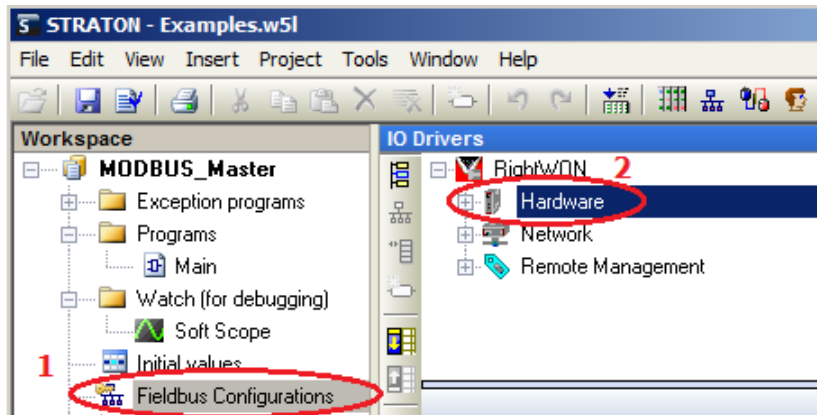 STRATON - Examples.w5l
File Edit View Insert Project Tools Window Help
Workspace
MODBUS_Master
Exception programs
Programs
Main
Watch (for debugging)
Soft Scope
1
Initial values
Fieldbus Configurations
IO Drivers
RightWON 2
Hardware
Network
Remote Management